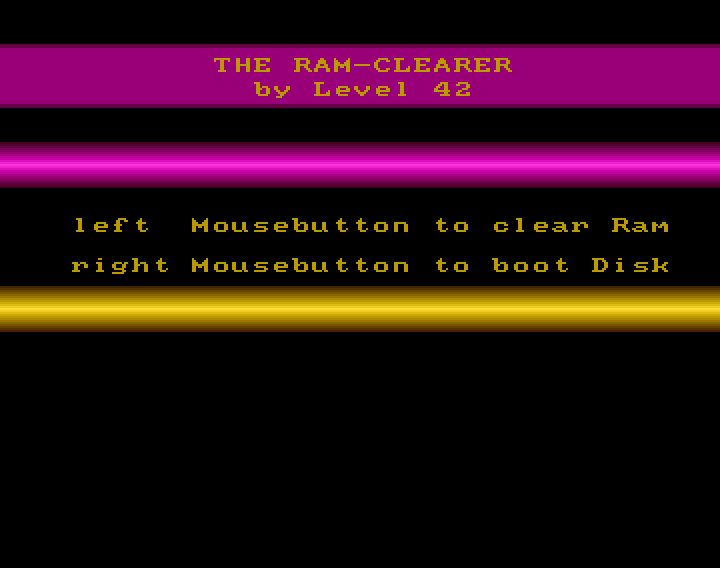 THE RAM-CLEARER
by Level 42
left  Mousebutton to clear Ram
right Mousebutton to boot Disk